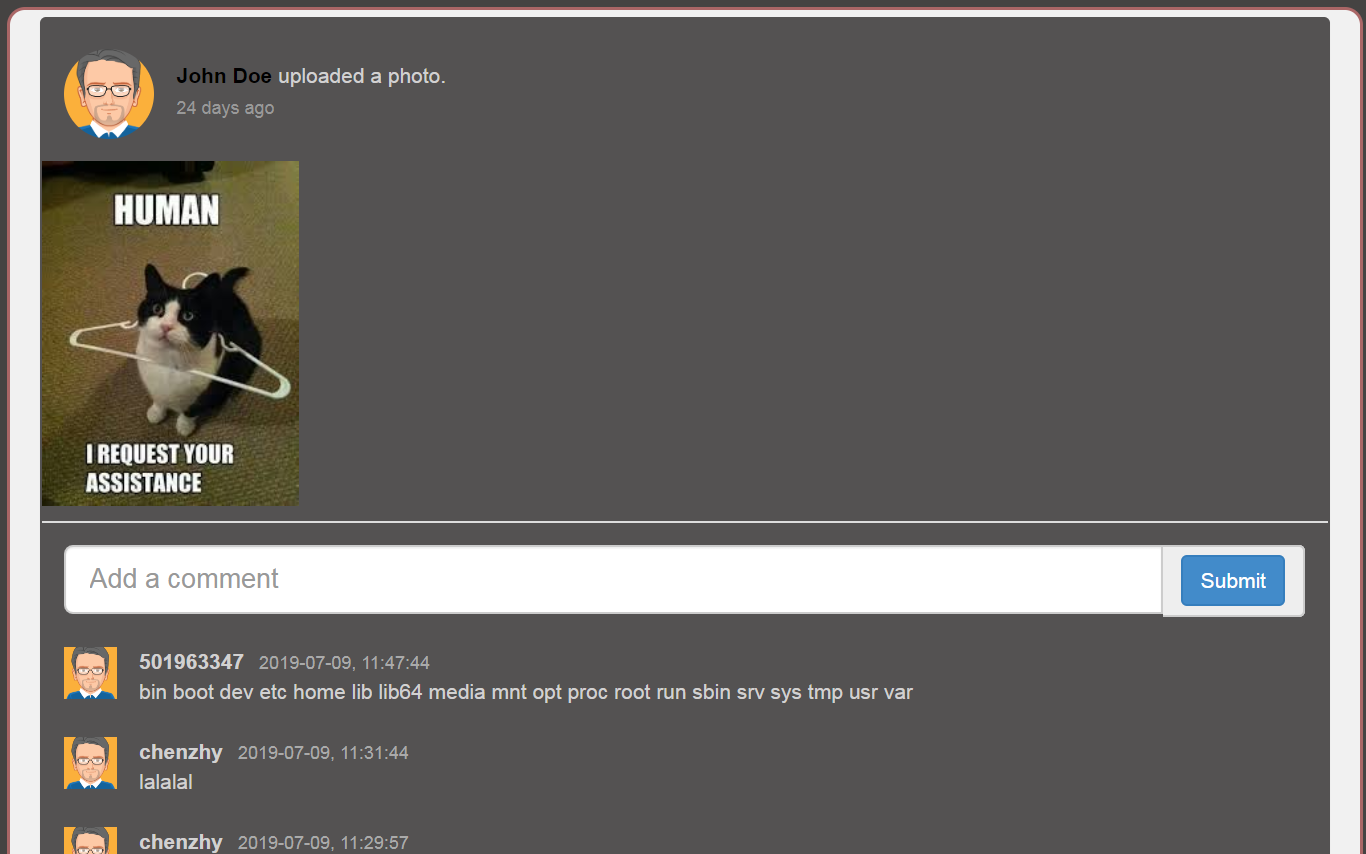 John Doe uploaded a photo.
24 days ago
HUMAN
I REQUEST YOUR
ASSISTANCE
Add a comment
Submit
501963347 2019-07-09, 11:47:44
bin boot dev etc home lib lib64 media mnt opt proc root run sbin srv sys tmp usr var
chenzhy 2019-07-09, 11:31:44
lalalal
chenzhy 2019-07-09, 11:29:57